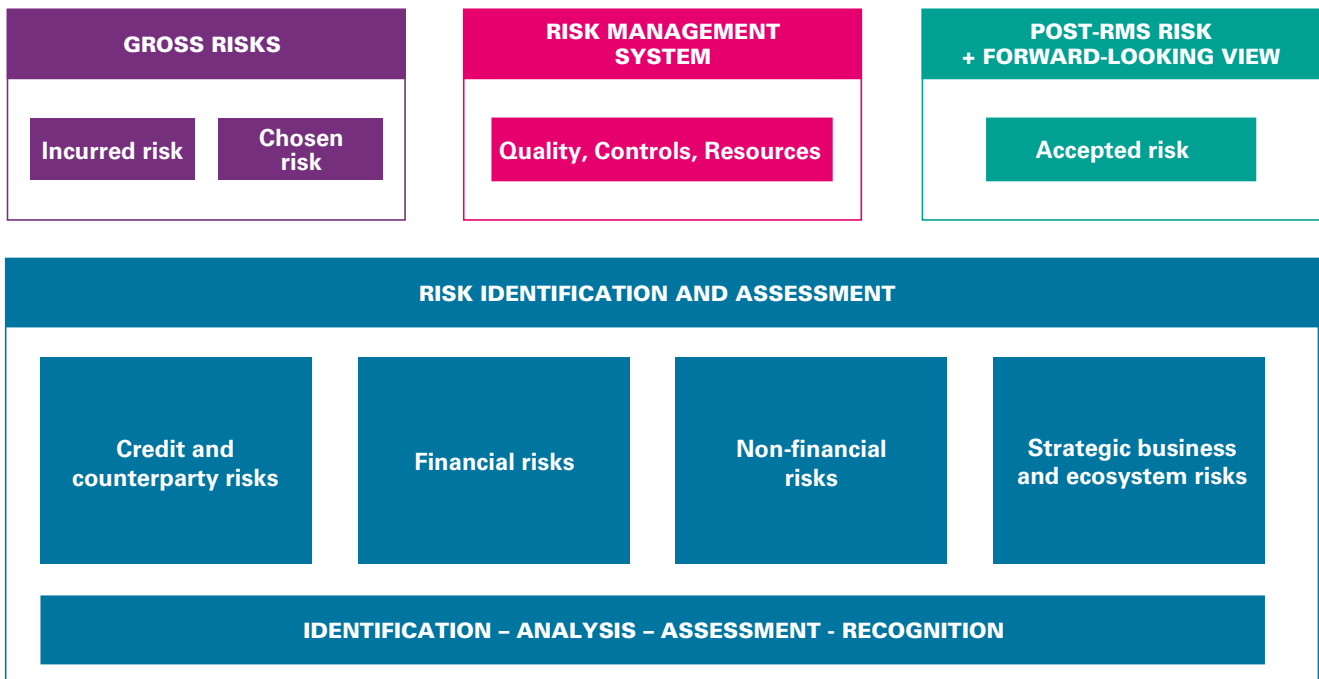 GROSS RISKS
Incurred risk
Chosen
risk
RISK MANAGEMENT
SYSTEM
Quality, Controls, Resources
POST-RMS RISK
+ FORWARD-LOOKING VIEW
Accepted risk
RISK IDENTIFICATION AND ASSESSMENT
Credit and
counterparty risks
Financial risks
Non-financial
risks
Strategic business
and ecosystem risks
IDENTIFICATION – ANALYSIS – ASSESSMENT - RECOGNITION